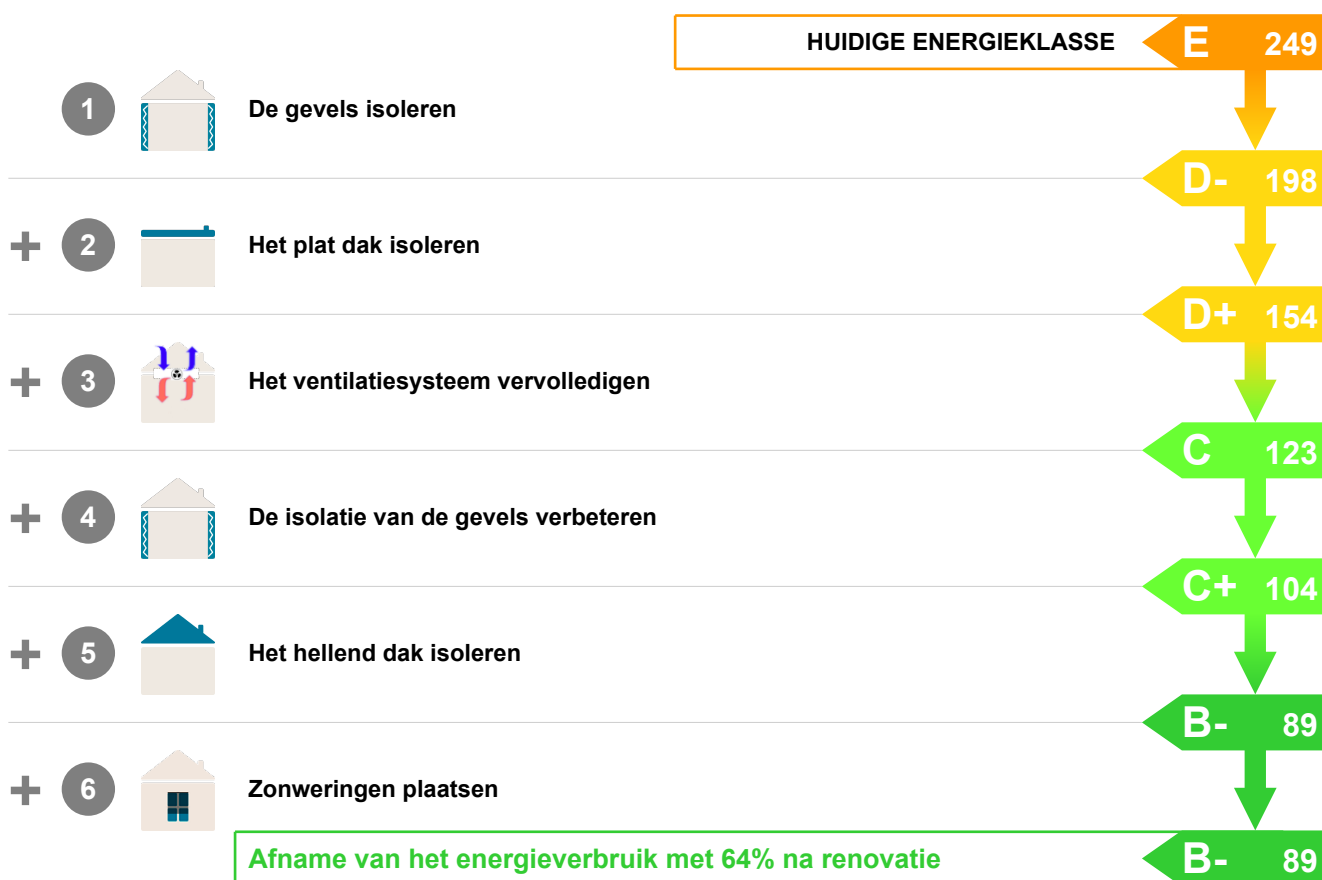 HUIDIGE ENERGIEKLASSE E 249
1 De gevels isoleren
D- 198
+ 2 Het plat dak isoleren
D+ 154
+ 3 Het ventilatiesysteem vervolledigen
C 123
+ 4 De isolatie van de gevels verbeteren
C+ 104
+ 5 Het hellend dak isoleren
B- 89
+ 6 Zonweringen plaatsen
Afname van het energieverbruik met 64% na renovatie B- 89